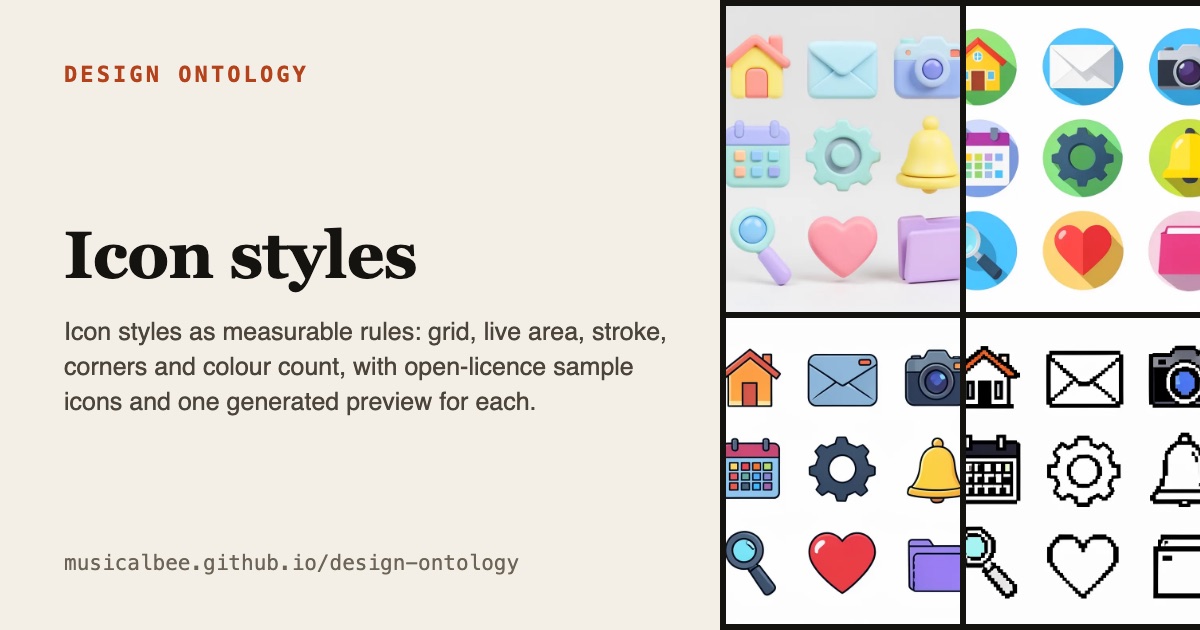 DESIGN ONTOLOGY
Icon styles
Icon styles as measurable rules: grid, live area, stroke,
corners and colour count, with open-licence sample
icons and one generated preview for each.
musicalbee.github.io/design-ontology